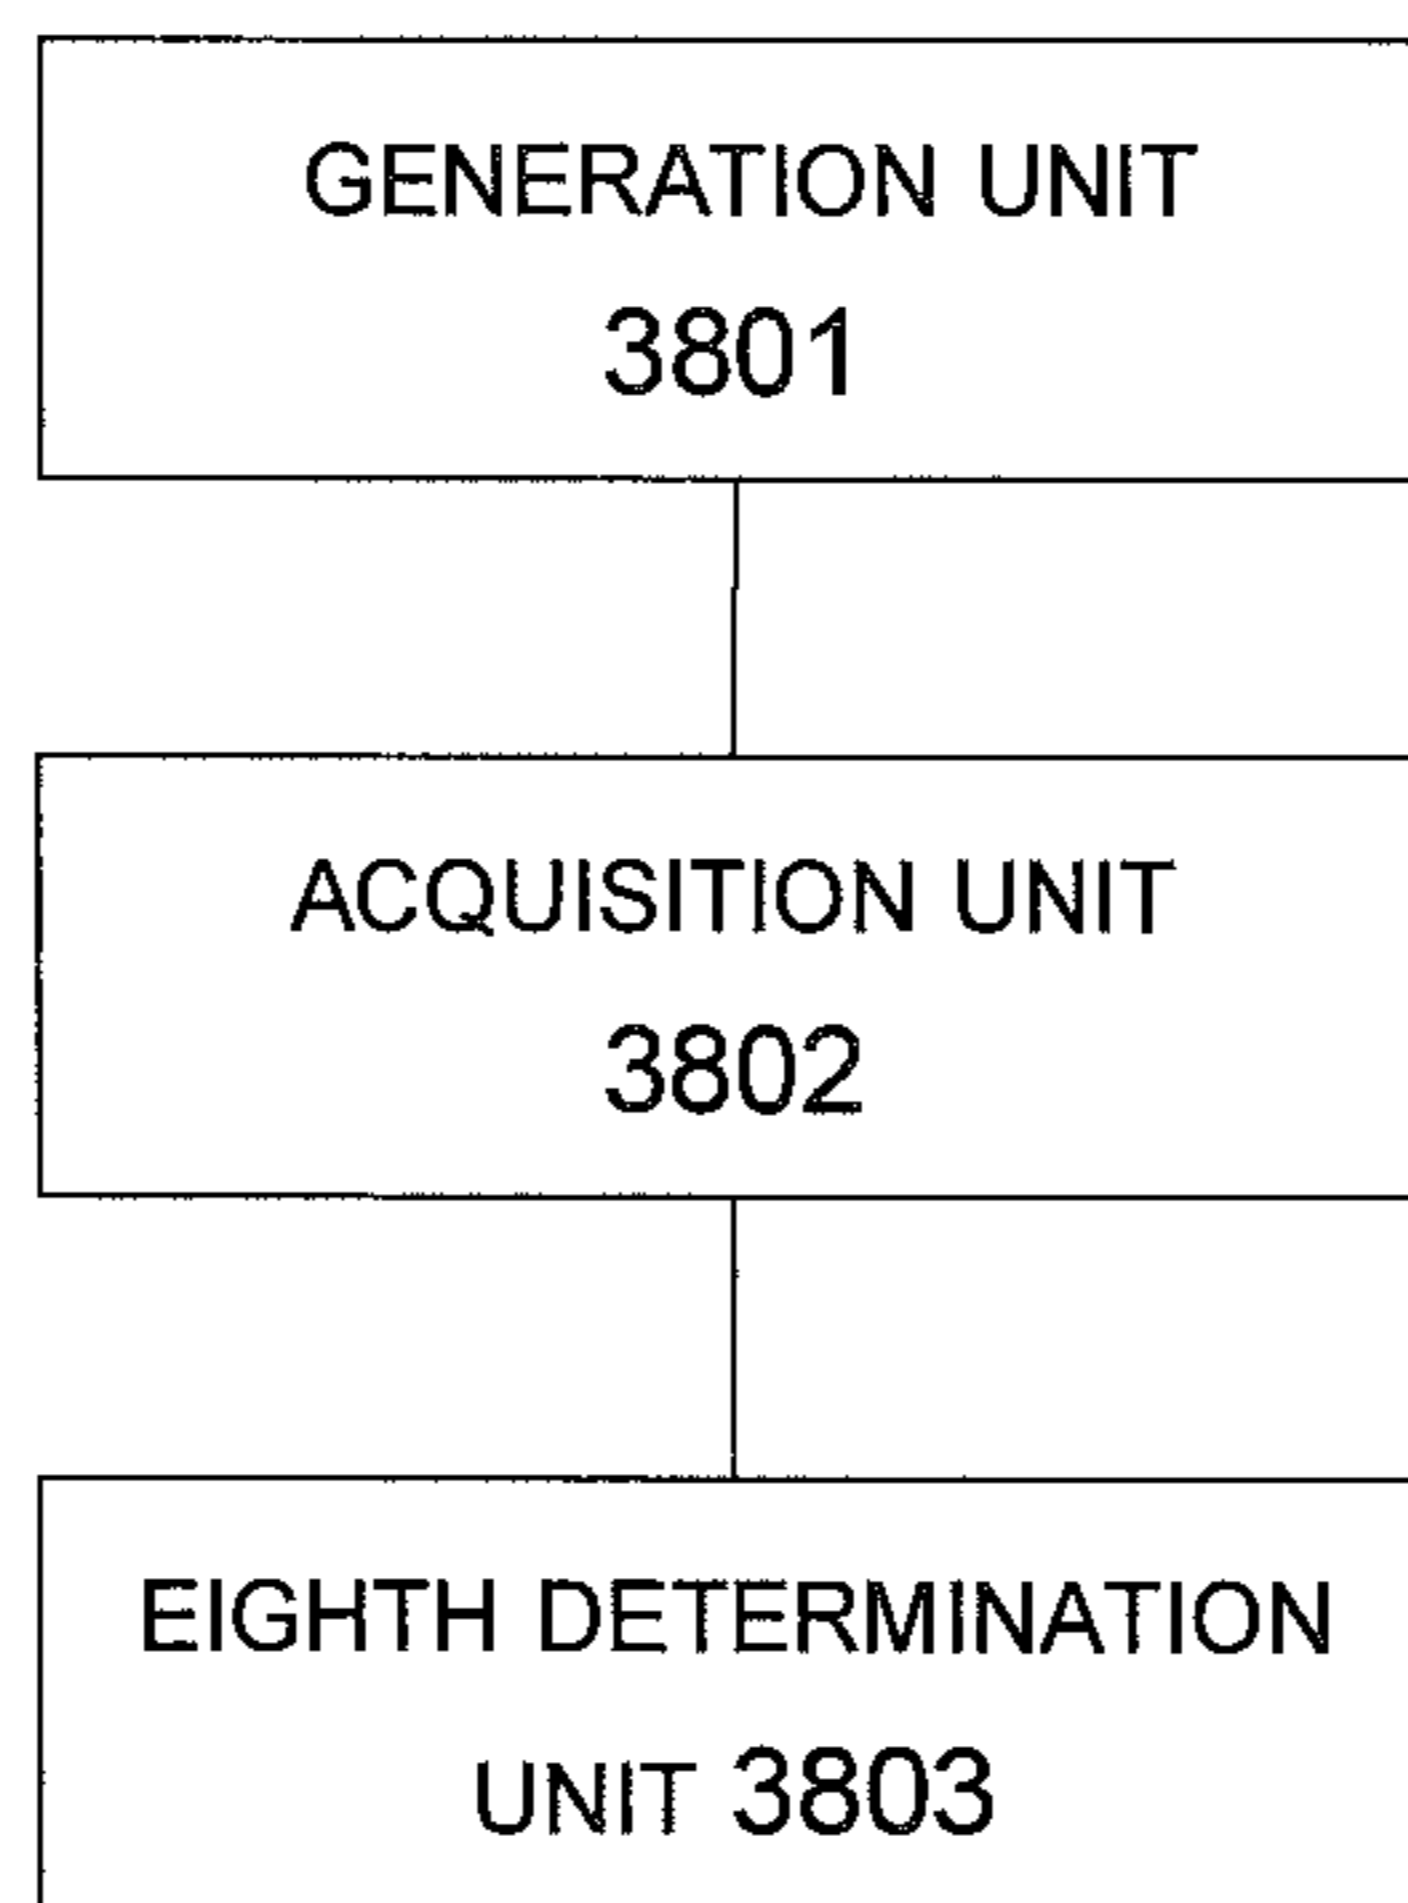 GENERATION UNIT
3801
ACQUISITION UNIT
3802
EIGHTH DETERMINATION
UNIT 3803